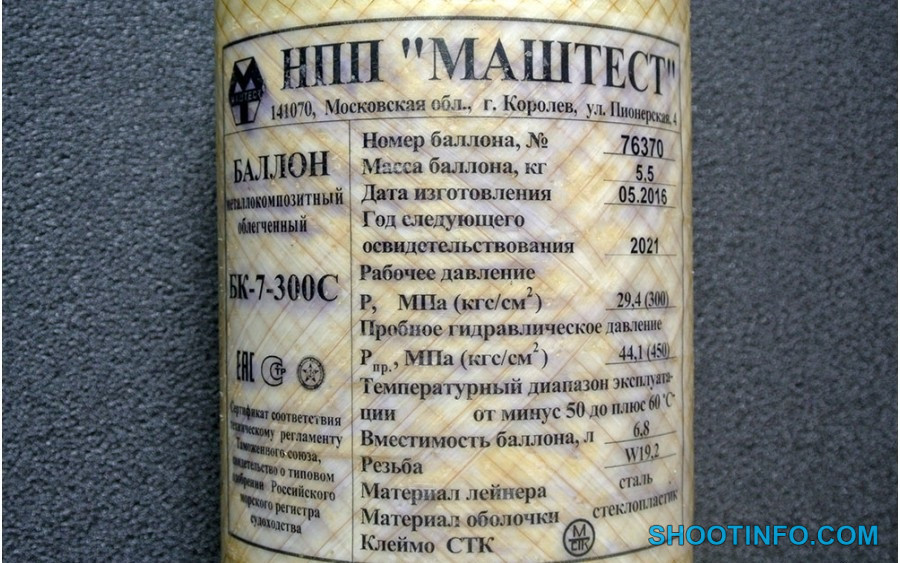 НПП "МАШТЕСТ"
141070, Московская обл., г. Королев, ул. Пионерская, 4
БАЛЛОН
металлокомпозитный
облегченный
БК-7-300С
ЕАС СТР
Сертификат соответствия
техническому регламенту
Таможенного союза,
свидетельство о типовом
одобрении Российского
морского регистра
судоходства
Номер баллона, № 76370
Масса баллона, кг 5.5
Дата изготовления 05.2016
Год следующего
освидетельствования 2021
Рабочее давление
Р, МПа (кгс/см²) 29,4 (300)
Пробное гидравлическое давление
Рпр., МПа (кгс/см²) 44,1 (450)
Температурный диапазон эксплуата-
ции от минус 50 до плюс 60 °С
Вместимость баллона, л 6,8
Резьба W19,2
Материал лейнера сталь
Материал оболочки стеклопластик
Клеймо СТК М СТК
SHOOTINFO.COM